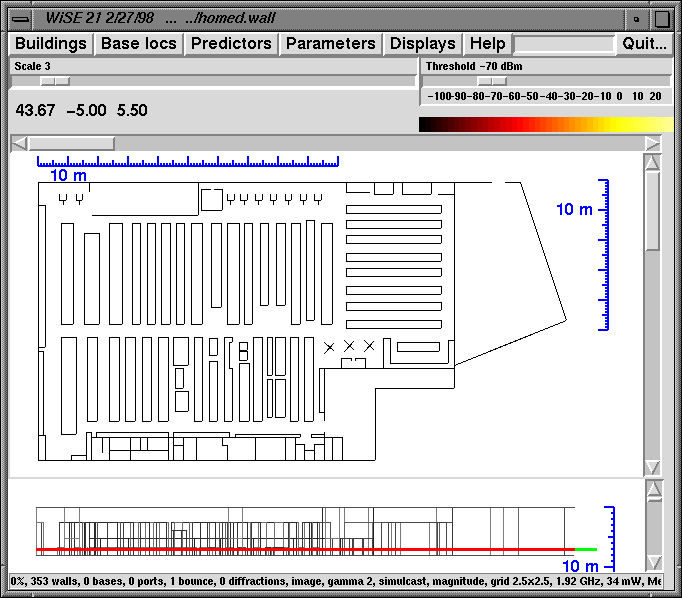 WiSE 21 2/27/98 ... ../homed.wall
Buildings Base locs Predictors Parameters Displays Help Quit...
Scale 3
Threshold -70 dBm
-100-90-80-70-60-50-40-30-20-10 0 10 20
43.67 -5.00 5.50
10 m
10 m
10 m
0%, 353 walls, 0 bases, 0 ports, 1 bounce, 0 diffractions, image, gamma 2, simulcast, magnitude, grid 2.5x2.5, 1.92 GHz, 34 mW, Me